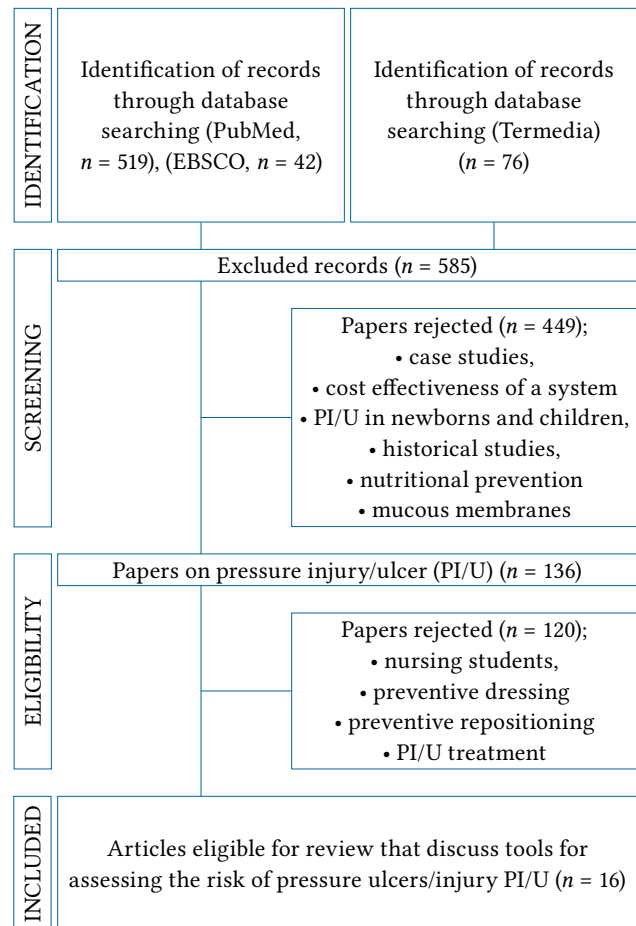 IDENTIFICATION
Identification of records
through database
searching (PubMed,
n = 519), (EBSCO, n = 42)
Identification of records
through database
searching (Termedia)
(n = 76)
SCREENING
Excluded records (n = 585)
Papers rejected (n = 449);
• case studies,
• cost effectiveness of a system
• PI/U in newborns and children,
• historical studies,
• nutritional prevention
• mucous membranes
ELIGIBILITY
Papers on pressure injury/ulcer (PI/U) (n = 136)
Papers rejected (n = 120);
• nursing students,
• preventive dressing
• preventive repositioning
• PI/U treatment
INCLUDED
Articles eligible for review that discuss tools for
assessing the risk of pressure ulcers/injury PI/U (n = 16)